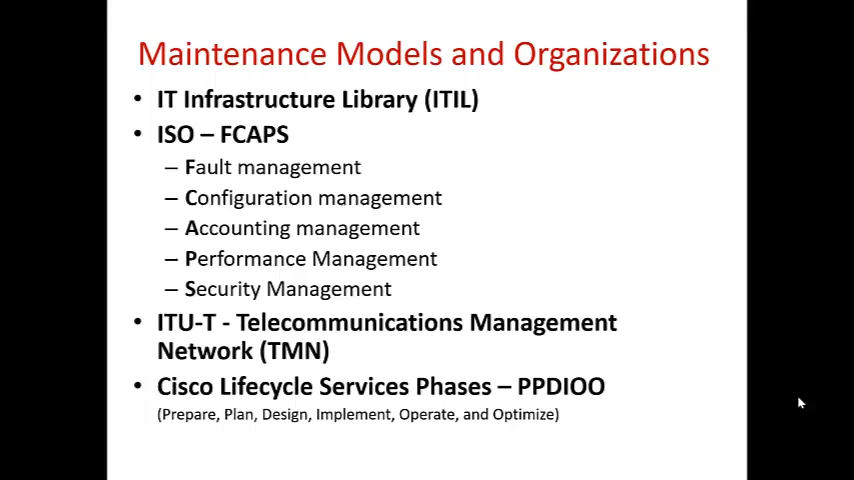 Maintenance Models and Organizations
• IT Infrastructure Library (ITIL)
• ISO – FCAPS
– Fault management
– Configuration management
– Accounting management
– Performance Management
– Security Management
• ITU-T - Telecommunications Management
Network (TMN)
• Cisco Lifecycle Services Phases – PPDIOO
(Prepare, Plan, Design, Implement, Operate, and Optimize)